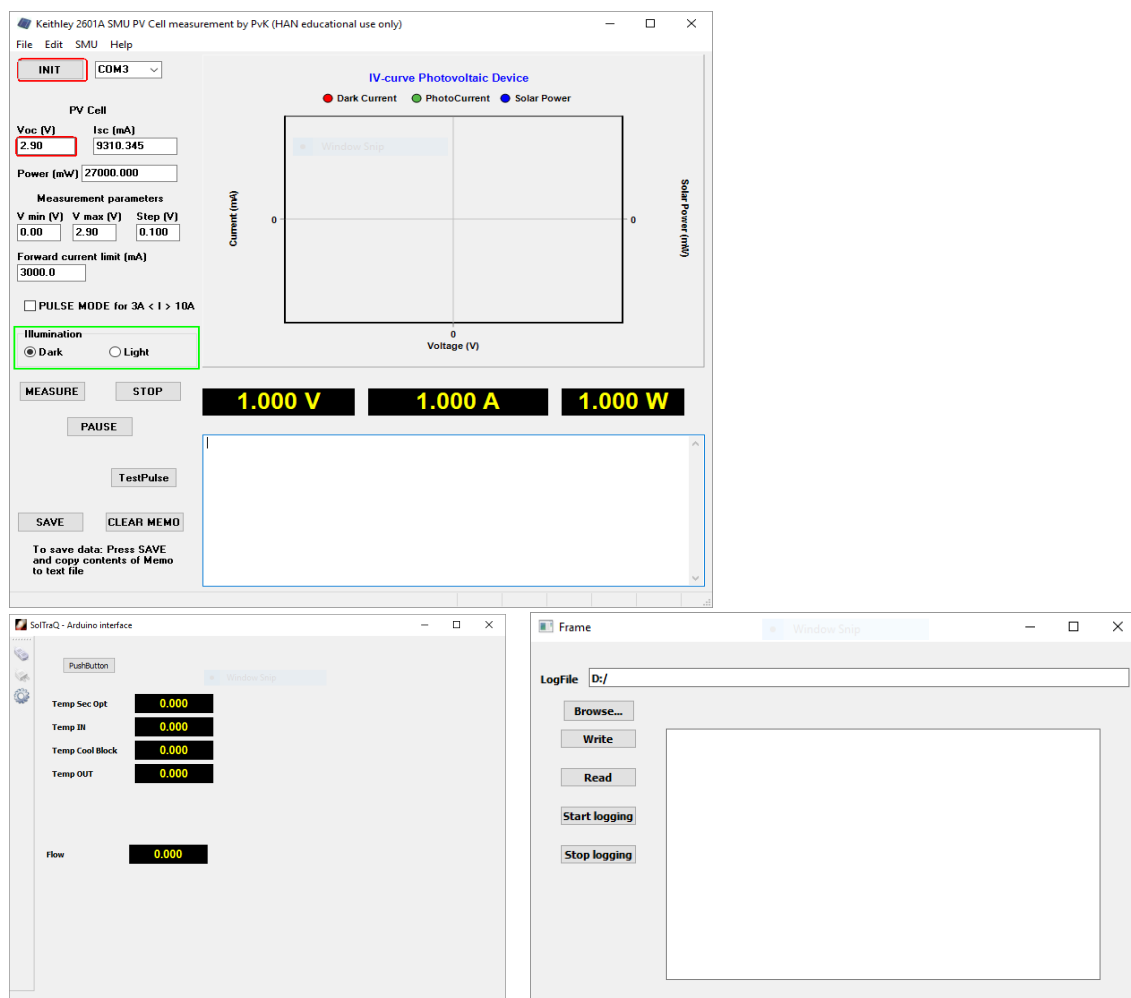 Keithley 2601A SMU PV Cell measurement by PvK (HAN educational use only)
File Edit SMU Help
INIT COM3
PV Cell
Voc (V) Isc (mA)
2.90 9310.345
Power (mW) 27000.000
Measurement parameters
V min (V) V max (V) Step (V)
0.00 2.90 0.100
Forward current limit (mA)
3000.0
PULSE MODE for 3A < I > 10A
Illumination
Dark Light
MEASURE STOP
PAUSE
TestPulse
SAVE CLEAR MEMO
To save data: Press SAVE
and copy contents of Memo
to text file
IV-curve Photovoltaic Device
Dark Current PhotoCurrent Solar Power
Window Snip
Current (mA)
0
0
Solar Power (mW)
0
Voltage (V)
1.000 V 1.000 A 1.000 W
SolTraQ - Arduino interface
PushButton
Window Snip
Temp Sec Opt 0.000
Temp IN 0.000
Temp Cool Block 0.000
Temp OUT 0.000
Flow 0.000
Frame
Window Snip
LogFile D:/
Browse...
Write
Read
Start logging
Stop logging